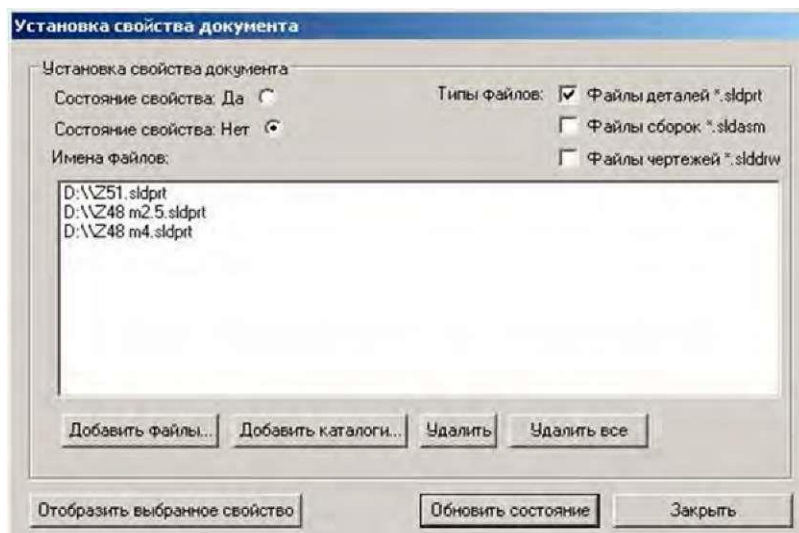 Установка свойства документа
Установка свойства документа
Состояние свойства: Да
Типы файлов: Файлы деталей *.sldprt
Состояние свойства: Нет
Файлы сборок *.sldasm
Имена файлов:
Файлы чертежей *.slddrw
D:\\Z51.sldprt
D:\\Z48 m2.5.sldprt
D:\\Z48 m4.sldprt
Добавить файлы... Добавить каталоги... Удалить Удалить все
Отобразить выбранное свойство Обновить состояние Закрыть